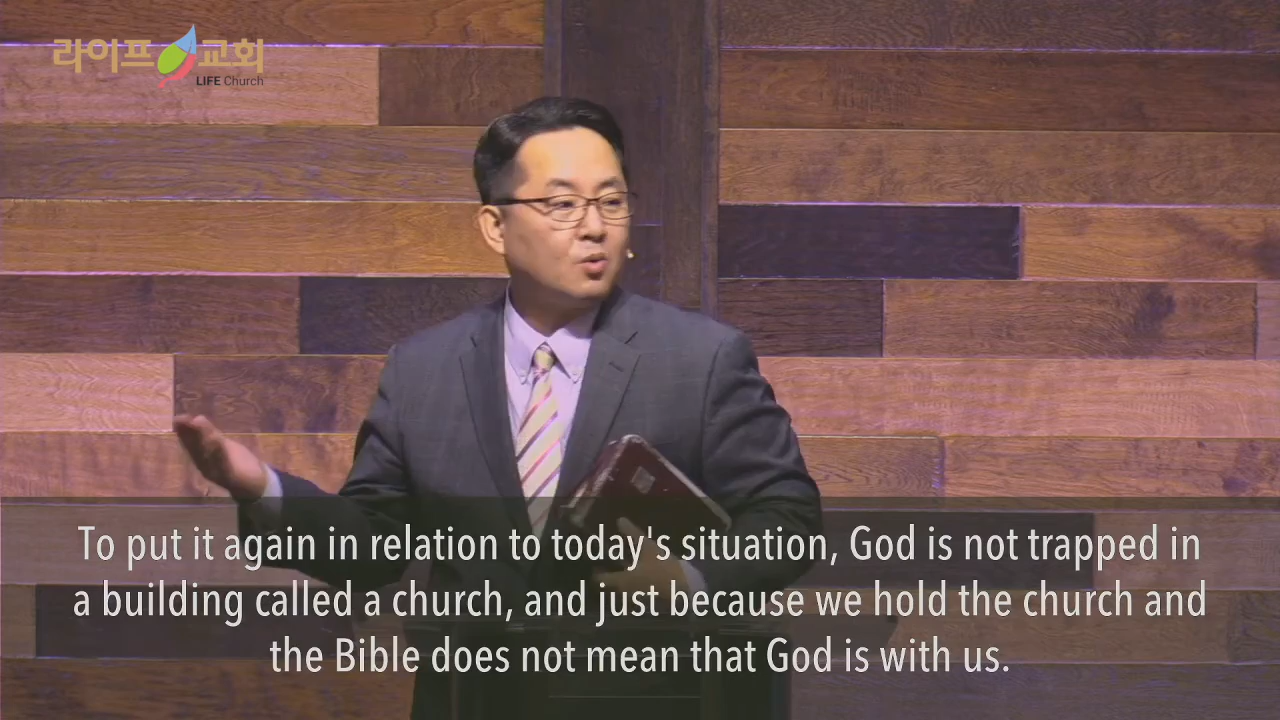 라이프 교회
LIFE Church
To put it again in relation to today's situation, God is not trapped in
a building called a church, and just because we hold the church and
the Bible does not mean that God is with us.